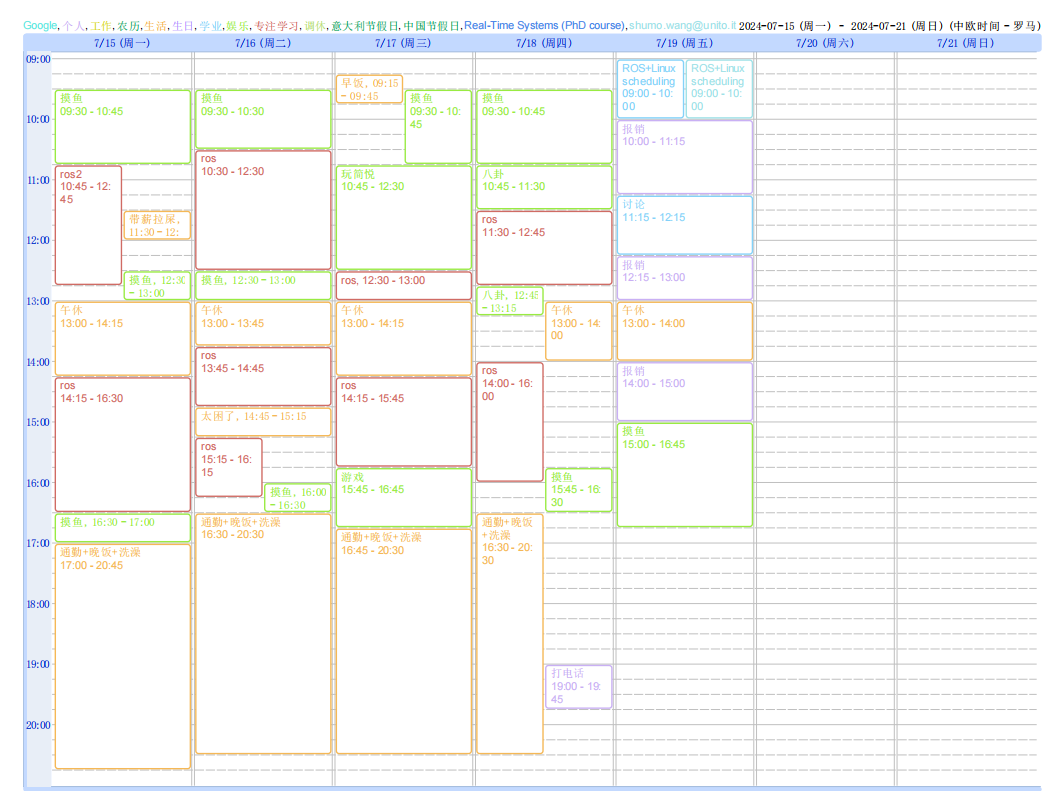 Google,个人,工作,农历,生活,生日,学业,娱乐,专注学习,调休,意大利节假日,中国节假日,Real-Time Systems (PhD course),shumo.wang@unito.it 2024-07-15 (周一) - 2024-07-21 (周日) (中欧时间 - 罗马)
7/15 (周一)
7/16 (周二)
7/17 (周三)
7/18 (周四)
7/19 (周五)
7/20 (周六)
7/21 (周日)
09:00
10:00
11:00
12:00
13:00
14:00
15:00
16:00
17:00
18:00
19:00
20:00
摸鱼
09:30 - 10:45
ros2
10:45 - 12:
45
带薪拉屎,
11:30 - 12:
摸鱼, 12:30
- 13:00
午休
13:00 - 14:15
ros
14:15 - 16:30
摸鱼, 16:30 - 17:00
通勤+晚饭+洗澡
17:00 - 20:45
摸鱼
09:30 - 10:30
ros
10:30 - 12:30
摸鱼, 12:30 - 13:00
午休
13:00 - 13:45
ros
13:45 - 14:45
太困了, 14:45 - 15:15
ros
15:15 - 16:
15
摸鱼, 16:00
- 16:30
通勤+晚饭+洗澡
16:30 - 20:30
早饭, 09:15
- 09:45
摸鱼
09:30 - 10:
45
玩简悦
10:45 - 12:30
ros, 12:30 - 13:00
午休
13:00 - 14:15
ros
14:15 - 15:45
游戏
15:45 - 16:45
通勤+晚饭+洗澡
16:45 - 20:30
摸鱼
09:30 - 10:45
八卦
10:45 - 11:30
ros
11:30 - 12:45
八卦, 12:45
- 13:15
午休
13:00 - 14:
00
ros
14:00 - 16:
00
摸鱼
15:45 - 16:
30
通勤+晚饭
+洗澡
16:30 - 20:
30
打电话
19:00 - 19:
45
ROS+Linux
scheduling
09:00 - 10:
00
ROS+Linux
scheduling
09:00 - 10:
00
报销
10:00 - 11:15
讨论
11:15 - 12:15
报销
12:15 - 13:00
午休
13:00 - 14:00
报销
14:00 - 15:00
摸鱼
15:00 - 16:45